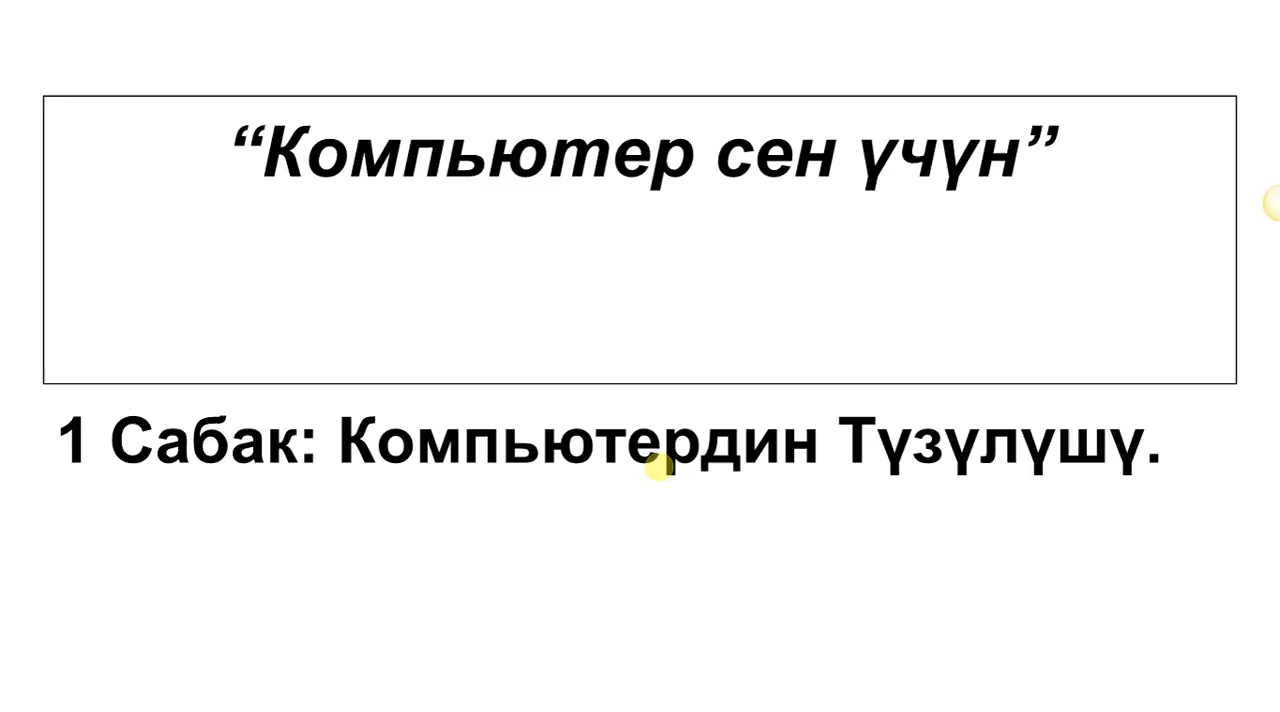 “Компьютер сен үчүн”
1 Сабак: Компьютердин Түзүлүшү.